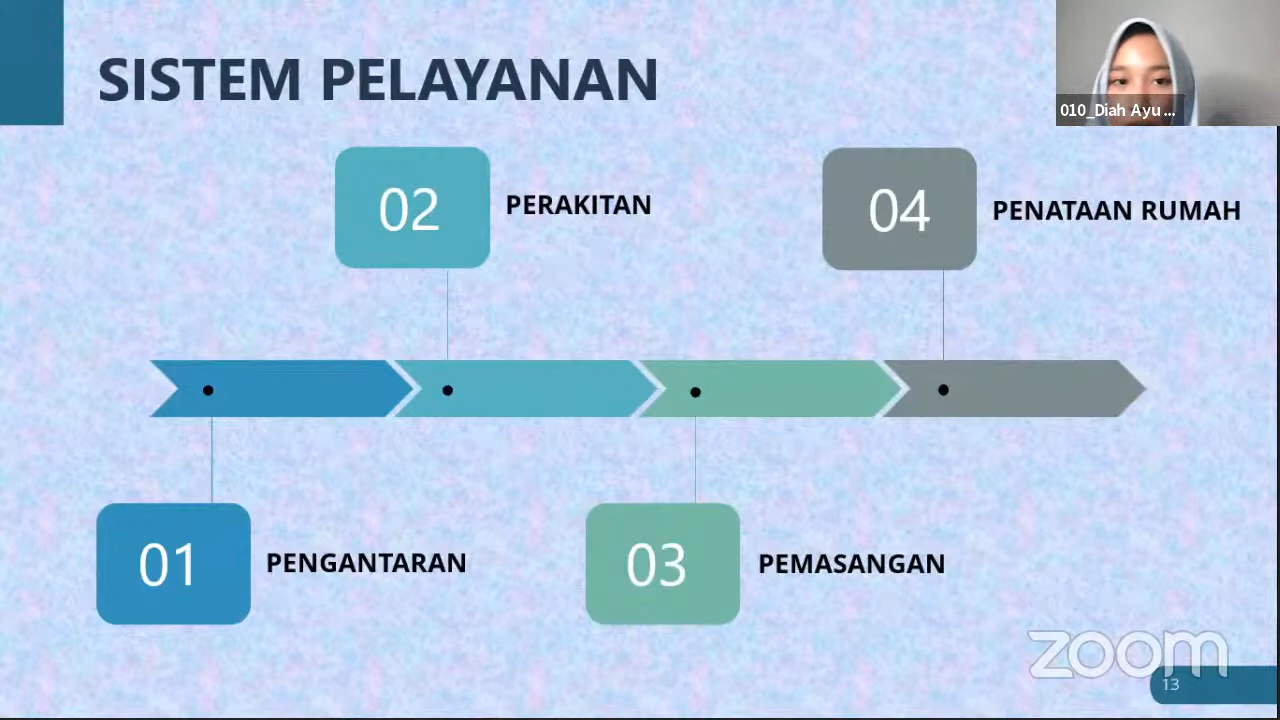 SISTEM PELAYANAN
010_Diah Ayu ...
02
PERAKITAN
04
PENATAAN RUMAH
01
PENGANTARAN
03
PEMASANGAN
zoom
13